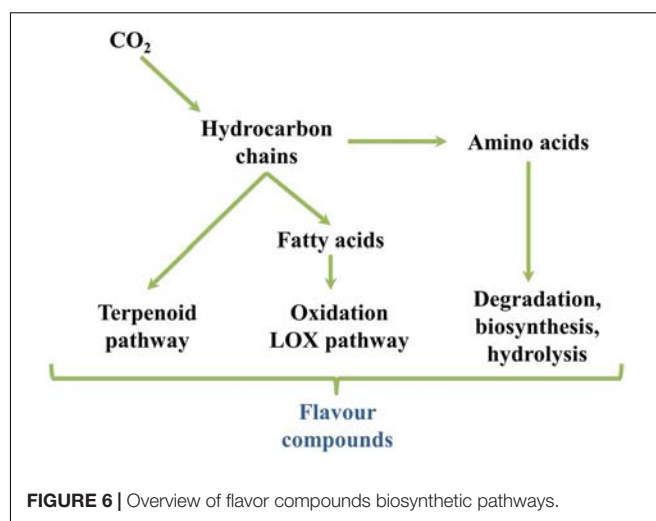 CO2
Hydrocarbon
chains
Amino acids
Fatty acids
Terpenoid
pathway
Oxidation
LOX pathway
Degradation,
biosynthesis,
hydrolysis
Flavour
compounds
FIGURE 6 | Overview of flavor compounds biosynthetic pathways.